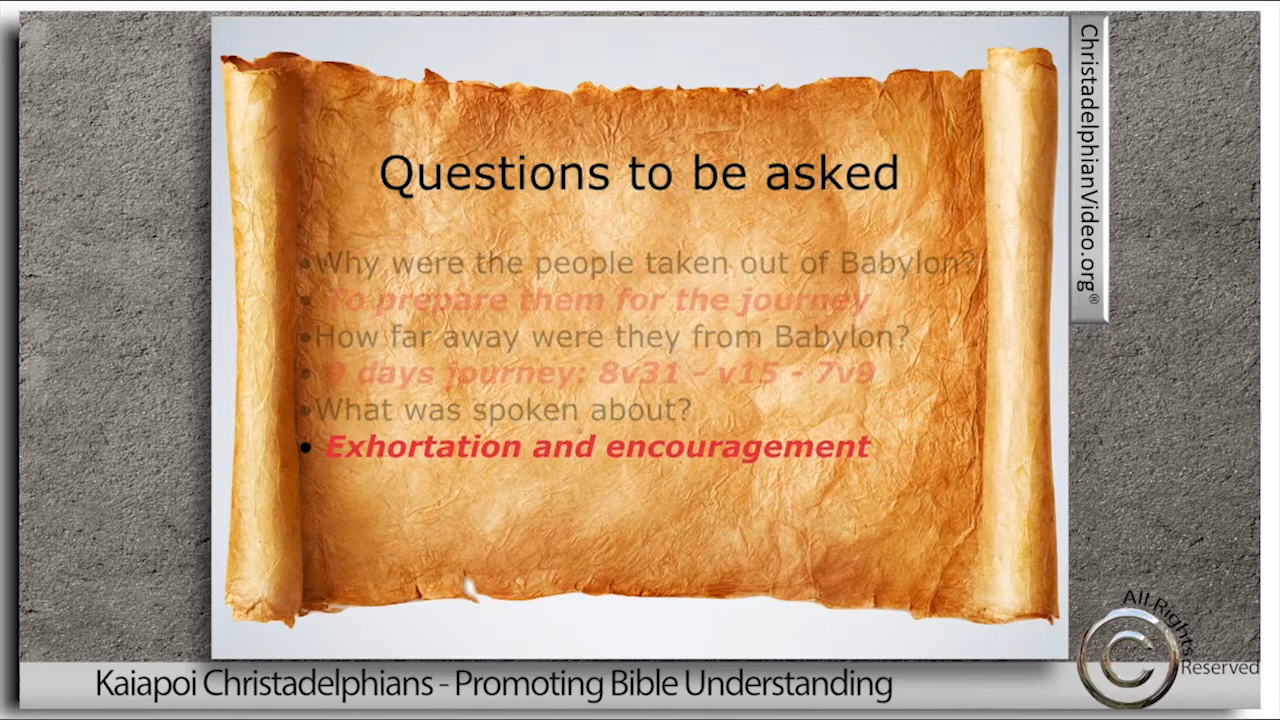 Questions to be asked
•Why were the people taken out of Babylon?
• To prepare them for the journey
•How far away were they from Babylon?
• 9 days journey: 8v31 - v15 - 7v9
•What was spoken about?
• Exhortation and encouragement
ChristadelphianVideo.org®
All Rights
©
Reserved
Kaiapoi Christadelphians - Promoting Bible Understanding